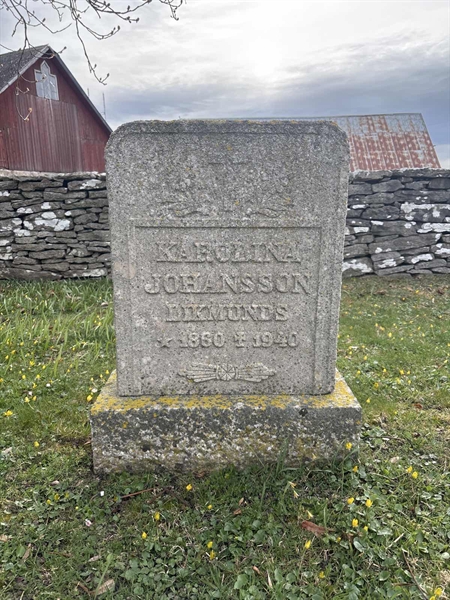 KAROLINA
JOHANSSON
DIKMUNDS
* 1860 † 1940